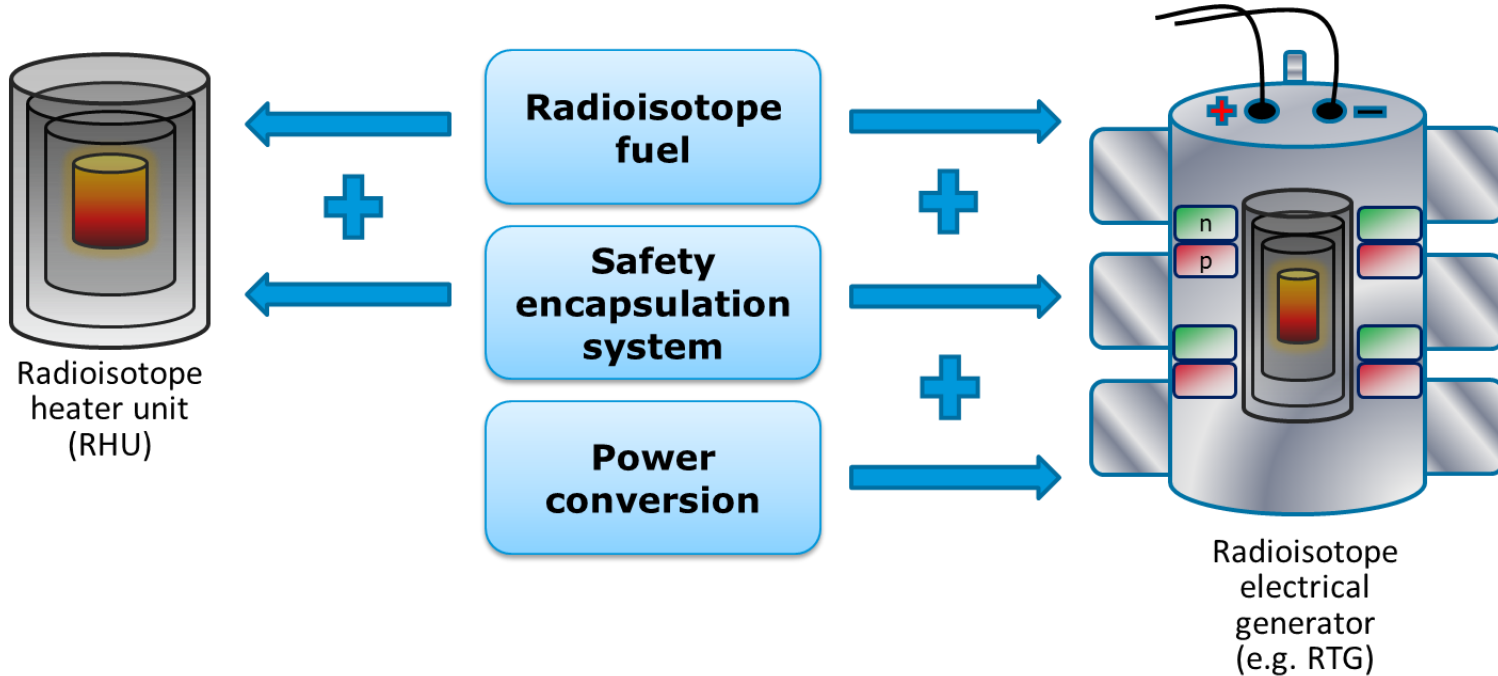 Radioisotope
fuel
Safety
encapsulation
system
Power
conversion
Radioisotope
heater unit
(RHU)
+
−
n
p
Radioisotope
electrical
generator
(e.g. RTG)